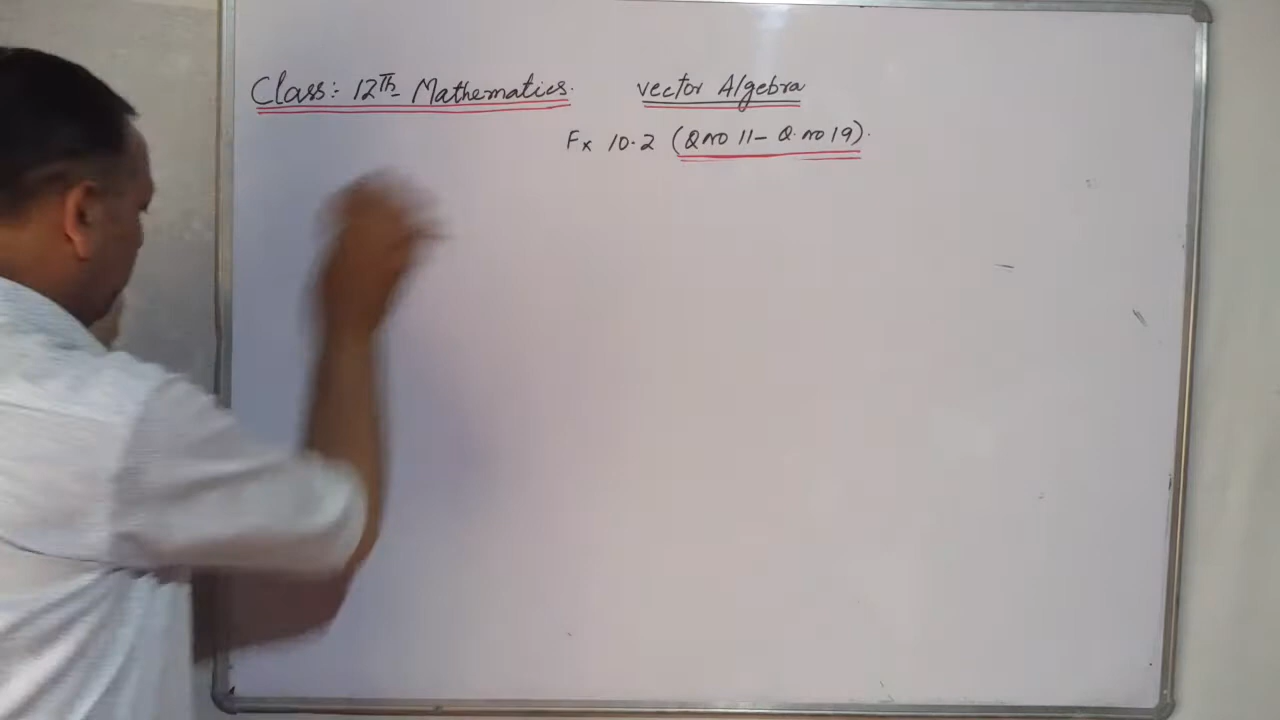 Class:- 12Th Mathematics. vector Algebra
Ex 10.2 (Q no 11 - Q. no 19).